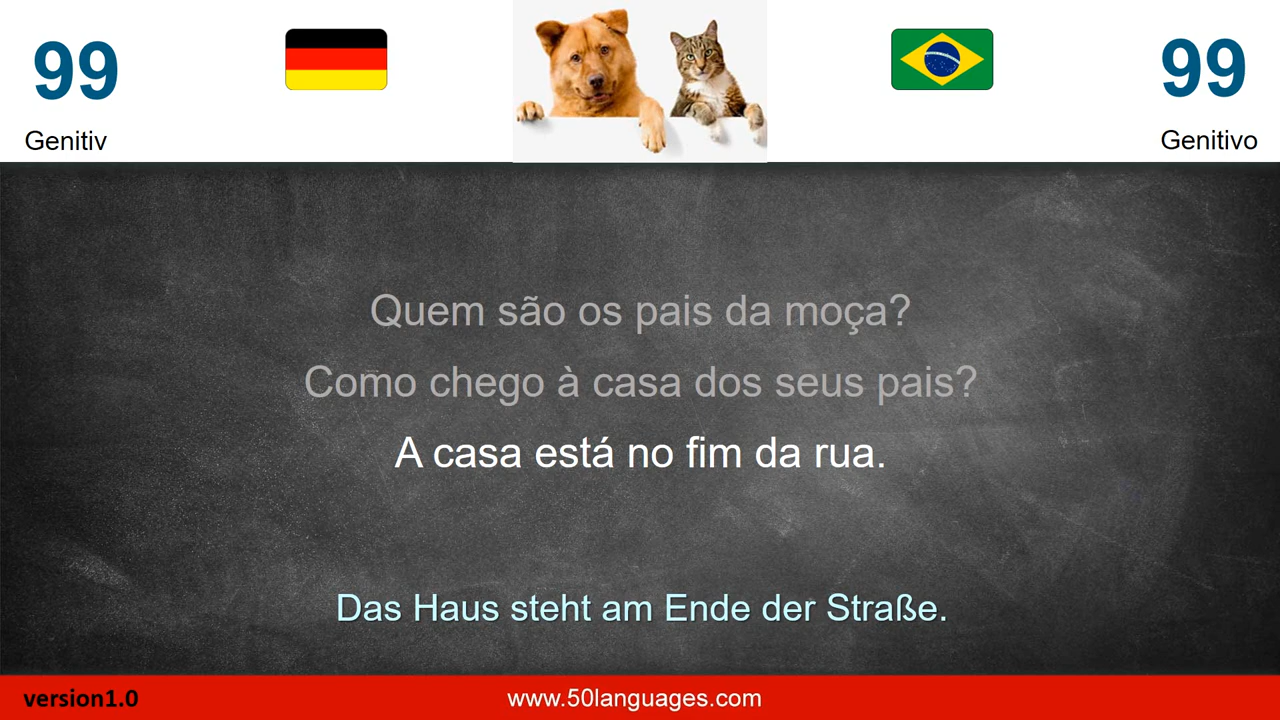 99
99
Genitiv
Genitivo
Quem são os pais da moça?
Como chego à casa dos seus pais?
A casa está no fim da rua.
Das Haus steht am Ende der Straße.
version1.0
www.50languages.com